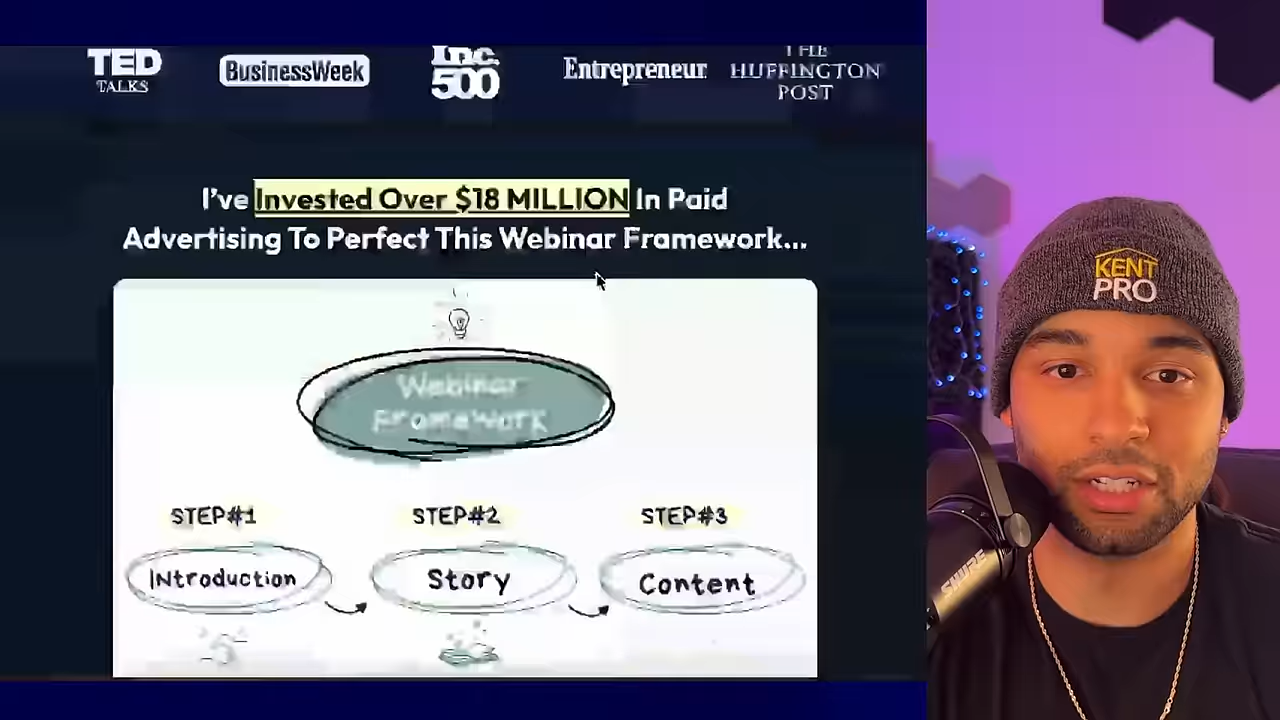 TED
TALKS
BusinessWeek
Inc.
500
Entrepreneur
THE
HUFFINGTON
POST
I've Invested Over $18 MILLION In Paid
Advertising To Perfect This Webinar Framework...
Webinar
Framework
STEP#1
STEP#2
STEP#3
Introduction
Story
Content
KENT
PRO
SHURE